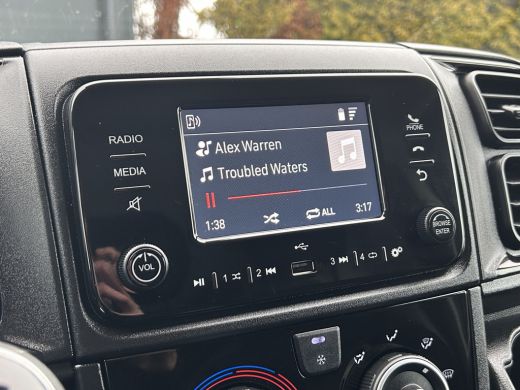 RADIO
MEDIA
VOL
Alex Warren
Troubled Waters
1:38
ALL
3:17
PHONE
BROWSE
ENTER
1
2
3
4